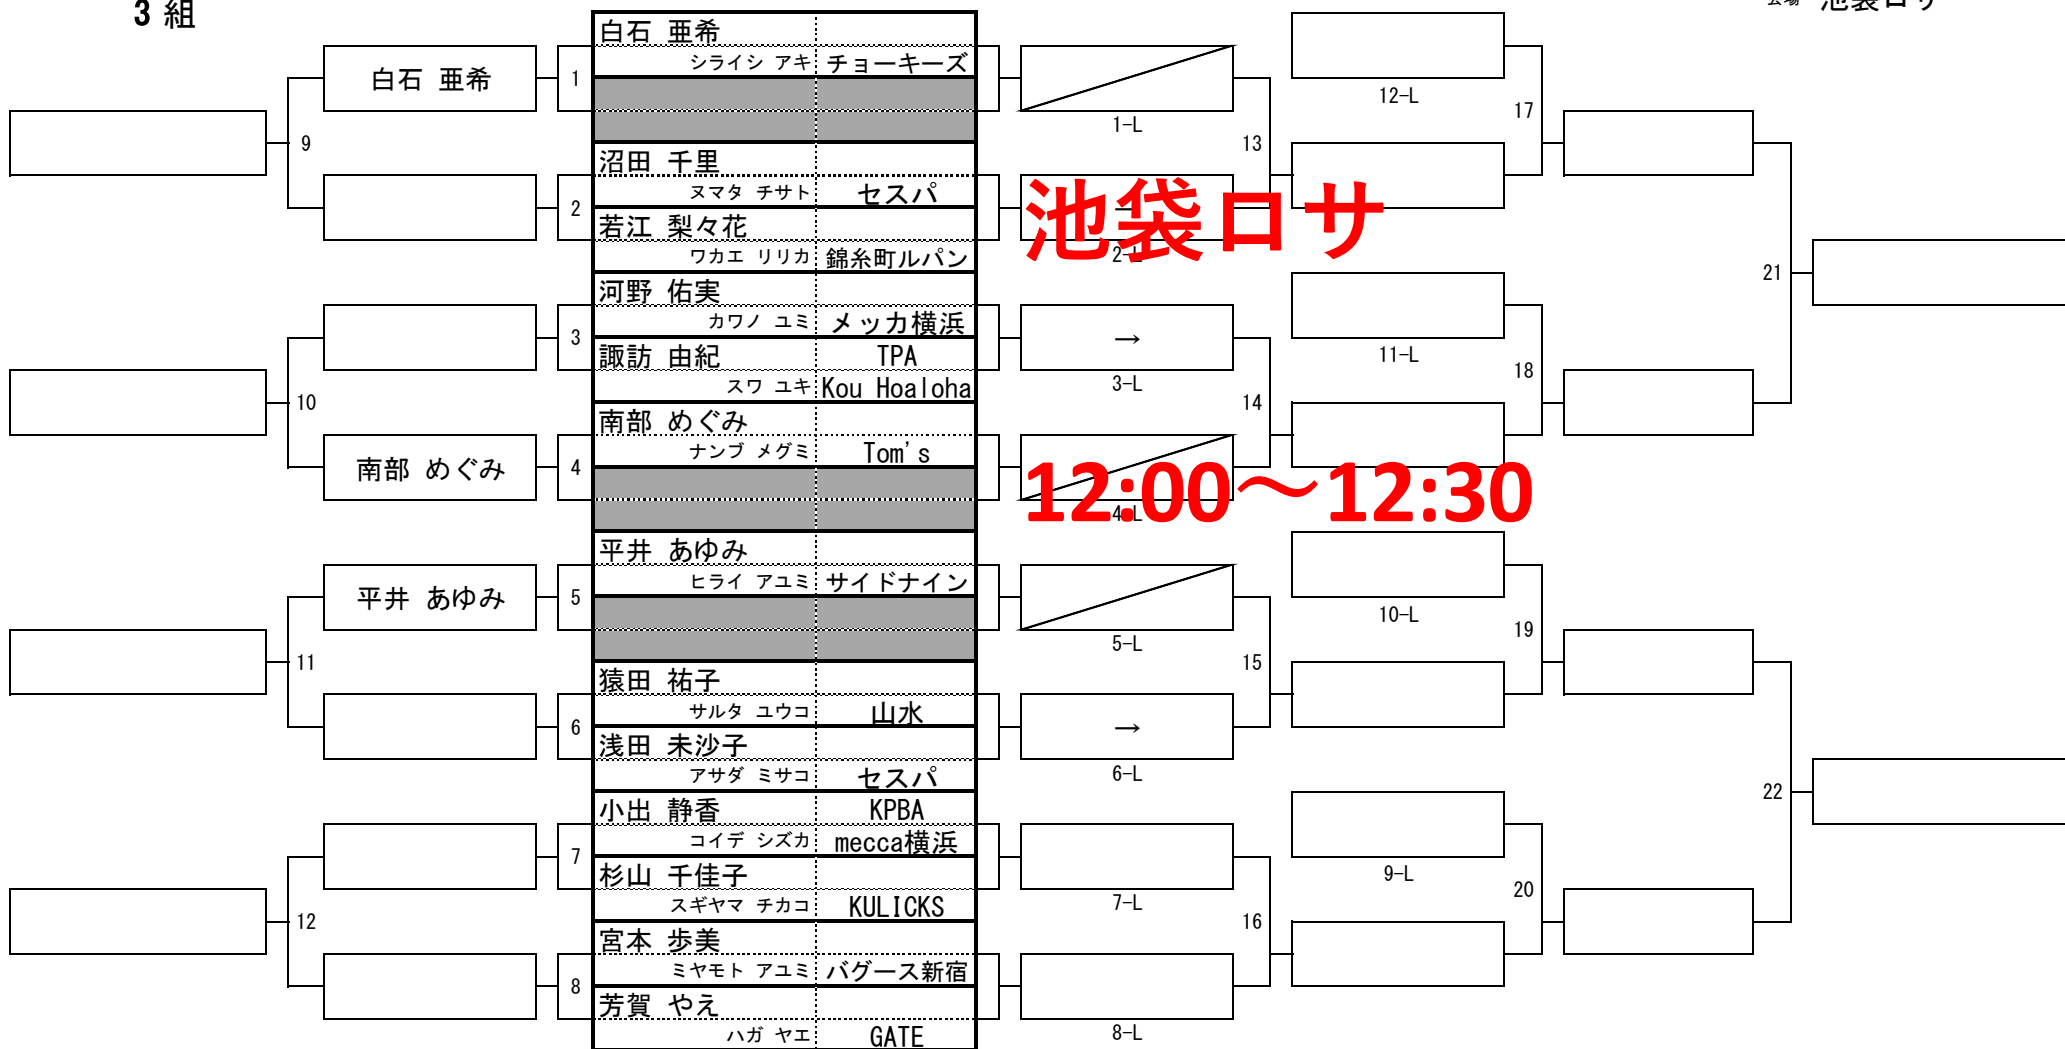 3 組
会場 池袋ロサ
白石 亜希
シライシ アキ チョーキーズ
白石 亜希
1
1-L
9
13
12-L
17
沼田 千里
ヌマタ チサト セスパ
2
若江 梨々花
ワカエ リリカ 錦糸町ルパン
→
2-L
池袋ロサ
21
河野 佑実
カワノ ユミ メッカ横浜
3
諏訪 由紀 TPA
スワ ユキ Kou Hoaloha
→
3-L
10
14
11-L
18
南部 めぐみ
ナンブ メグミ Tom's
南部 めぐみ
4
4-L
12:00～12:30
平井 あゆみ
ヒライ アユミ サイドナイン
平井 あゆみ
5
5-L
11
15
10-L
19
猿田 祐子
サルタ ユウコ 山水
6
浅田 未沙子
アサダ ミサコ セスパ
→
6-L
22
小出 静香 KPBA
コイデ シズカ mecca横浜
7
杉山 千佳子
スギヤマ チカコ KULICKS
7-L
12
16
9-L
20
宮本 歩美
ミヤモト アユミ バグース新宿
8
芳賀 やえ
ハガ ヤエ GATE
8-L